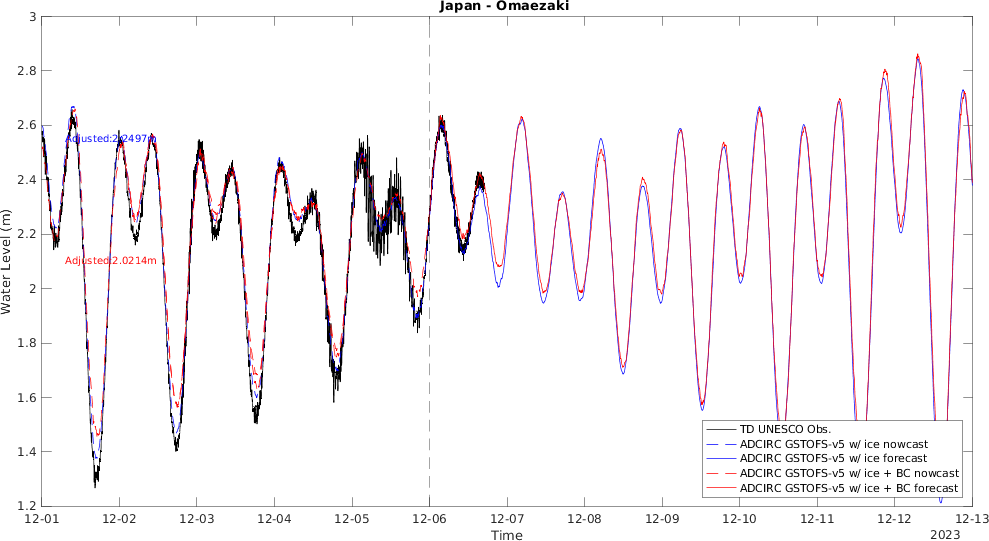 Japan - Omaezaki
Water Level (m)
3
2.8
2.6
2.4
2.2
2
1.8
1.6
1.4
1.2
Adjusted:2.2497m
Adjusted:2.0214m
TD UNESCO Obs.
ADCIRC GSTOFS-v5 w/ ice nowcast
ADCIRC GSTOFS-v5 w/ ice forecast
ADCIRC GSTOFS-v5 w/ ice + BC nowcast
ADCIRC GSTOFS-v5 w/ ice + BC forecast
12-01 12-02 12-03 12-04 12-05 12-06 12-07 12-08 12-09 12-10 12-11 12-12 12-13
Time
2023